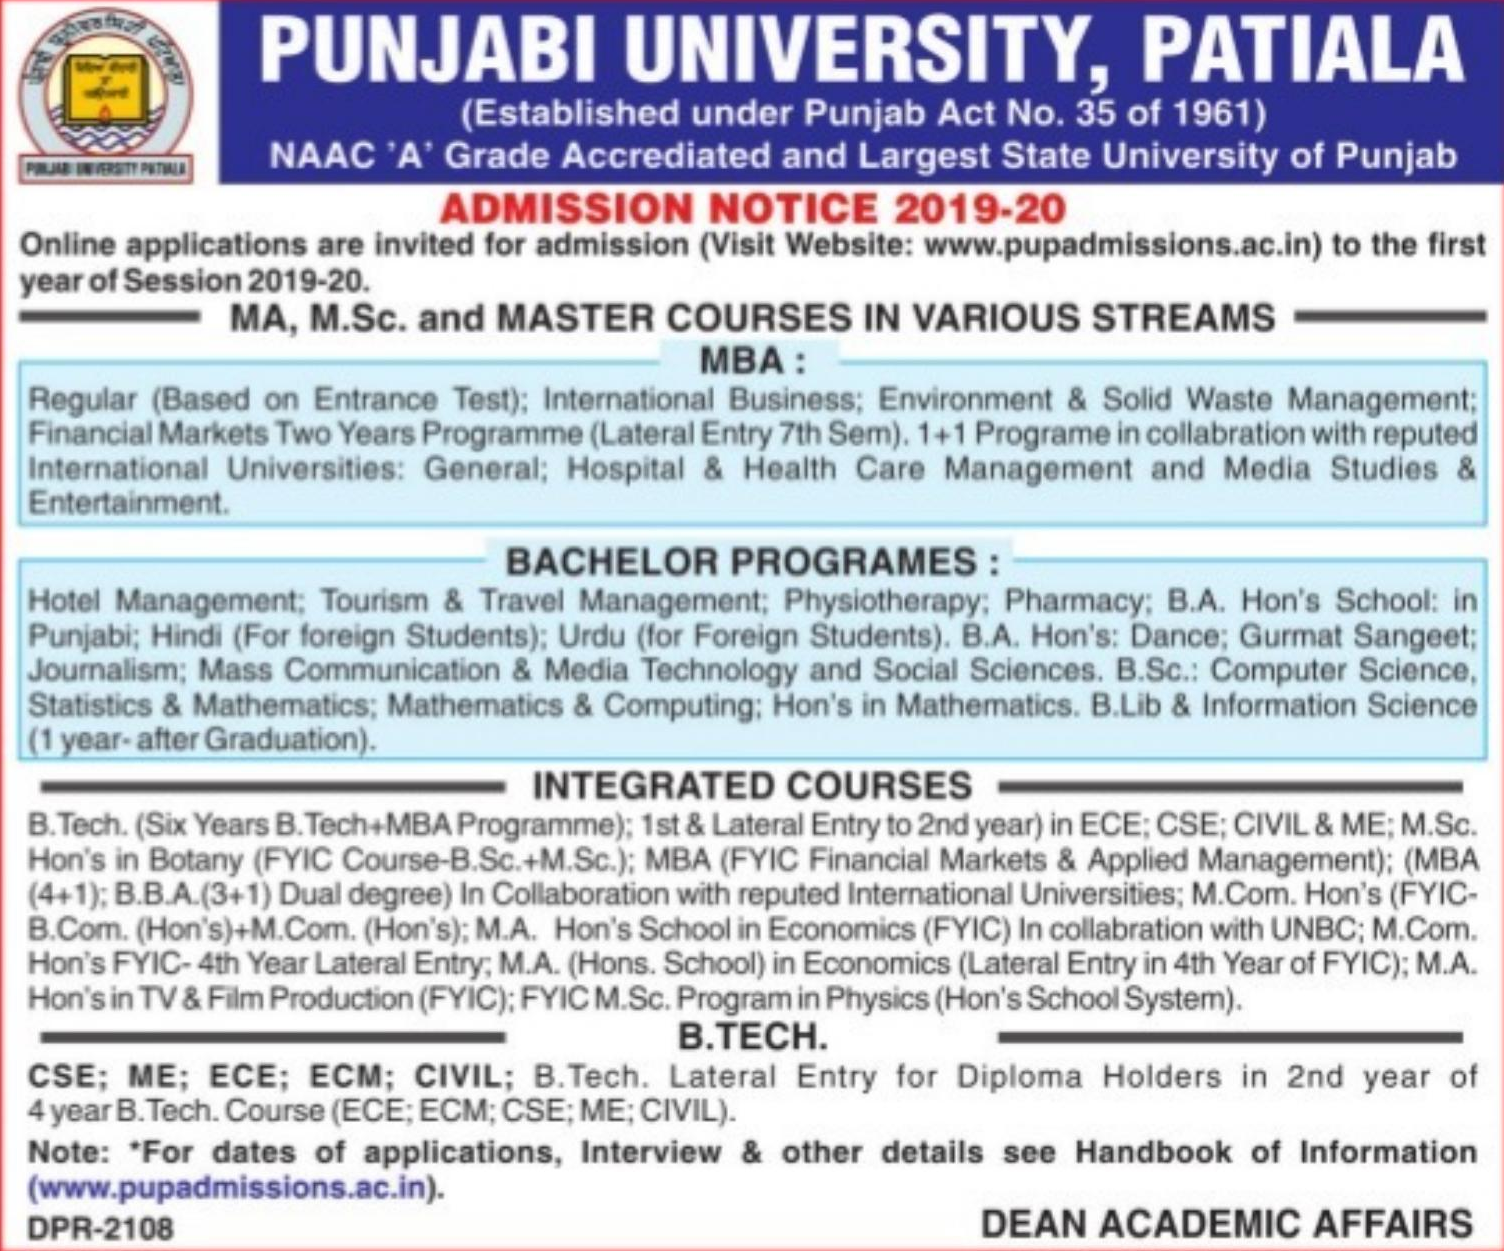 ਪੰਜਾਬੀ ਯੂਨੀਵਰਸਿਟੀ ਪਟਿਆਲਾ
PUNJABI UNIVERSITY PATIALA
PUNJABI UNIVERSITY, PATIALA
(Established under Punjab Act No. 35 of 1961)
NAAC 'A' Grade Accrediated and Largest State University of Punjab
ADMISSION NOTICE 2019-20
Online applications are invited for admission (Visit Website: www.pupadmissions.ac.in) to the first
year of Session 2019-20.
MA, M.Sc. and MASTER COURSES IN VARIOUS STREAMS
MBA :
Regular (Based on Entrance Test); International Business; Environment & Solid Waste Management;
Financial Markets Two Years Programme (Lateral Entry 7th Sem). 1+1 Programe in collabration with reputed
International Universities: General; Hospital & Health Care Management and Media Studies &
Entertainment.
BACHELOR PROGRAMES :
Hotel Management; Tourism & Travel Management; Physiotherapy; Pharmacy; B.A. Hon's School: in
Punjabi; Hindi (For foreign Students); Urdu (for Foreign Students). B.A. Hon's: Dance; Gurmat Sangeet;
Journalism; Mass Communication & Media Technology and Social Sciences. B.Sc.: Computer Science,
Statistics & Mathematics; Mathematics & Computing; Hon's in Mathematics. B.Lib & Information Science
(1 year- after Graduation).
INTEGRATED COURSES
B.Tech. (Six Years B.Tech+MBA Programme); 1st & Lateral Entry to 2nd year) in ECE; CSE; CIVIL & ME; M.Sc.
Hon's in Botany (FYIC Course-B.Sc.+M.Sc.); MBA (FYIC Financial Markets & Applied Management); (MBA
(4+1); B.B.A.(3+1) Dual degree) In Collaboration with reputed International Universities; M.Com. Hon's (FYIC-
B.Com. (Hon's)+M.Com. (Hon's); M.A. Hon's School in Economics (FYIC) In collabration with UNBC; M.Com.
Hon's FYIC- 4th Year Lateral Entry; M.A. (Hons. School) in Economics (Lateral Entry in 4th Year of FYIC); M.A.
Hon's in TV & Film Production (FYIC); FYIC M.Sc. Program in Physics (Hon's School System).
B.TECH.
CSE; ME; ECE; ECM; CIVIL; B.Tech. Lateral Entry for Diploma Holders in 2nd year of
4 year B.Tech. Course (ECE; ECM; CSE; ME; CIVIL).
Note: *For dates of applications, Interview & other details see Handbook of Information
(www.pupadmissions.ac.in).
DPR-2108
DEAN ACADEMIC AFFAIRS